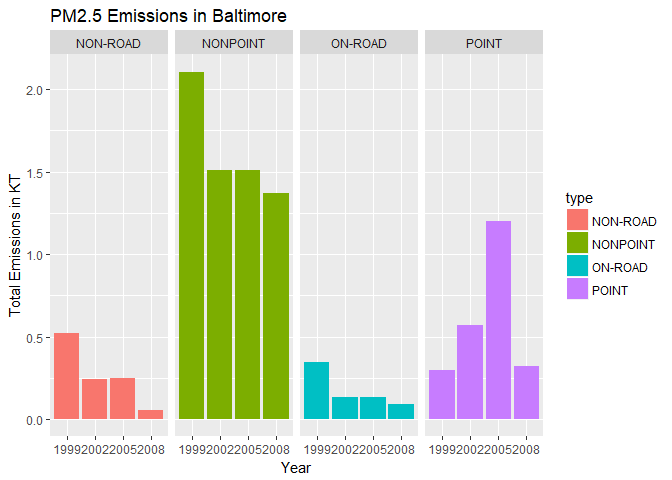 PM2.5 Emissions in Baltimore
NON-ROAD NONPOINT ON-ROAD POINT
2.0
1.5
1.0
0.5
0.0
Total Emissions in KT
1999200220052008 1999200220052008 1999200220052008 1999200220052008
Year
type
NON-ROAD
NONPOINT
ON-ROAD
POINT